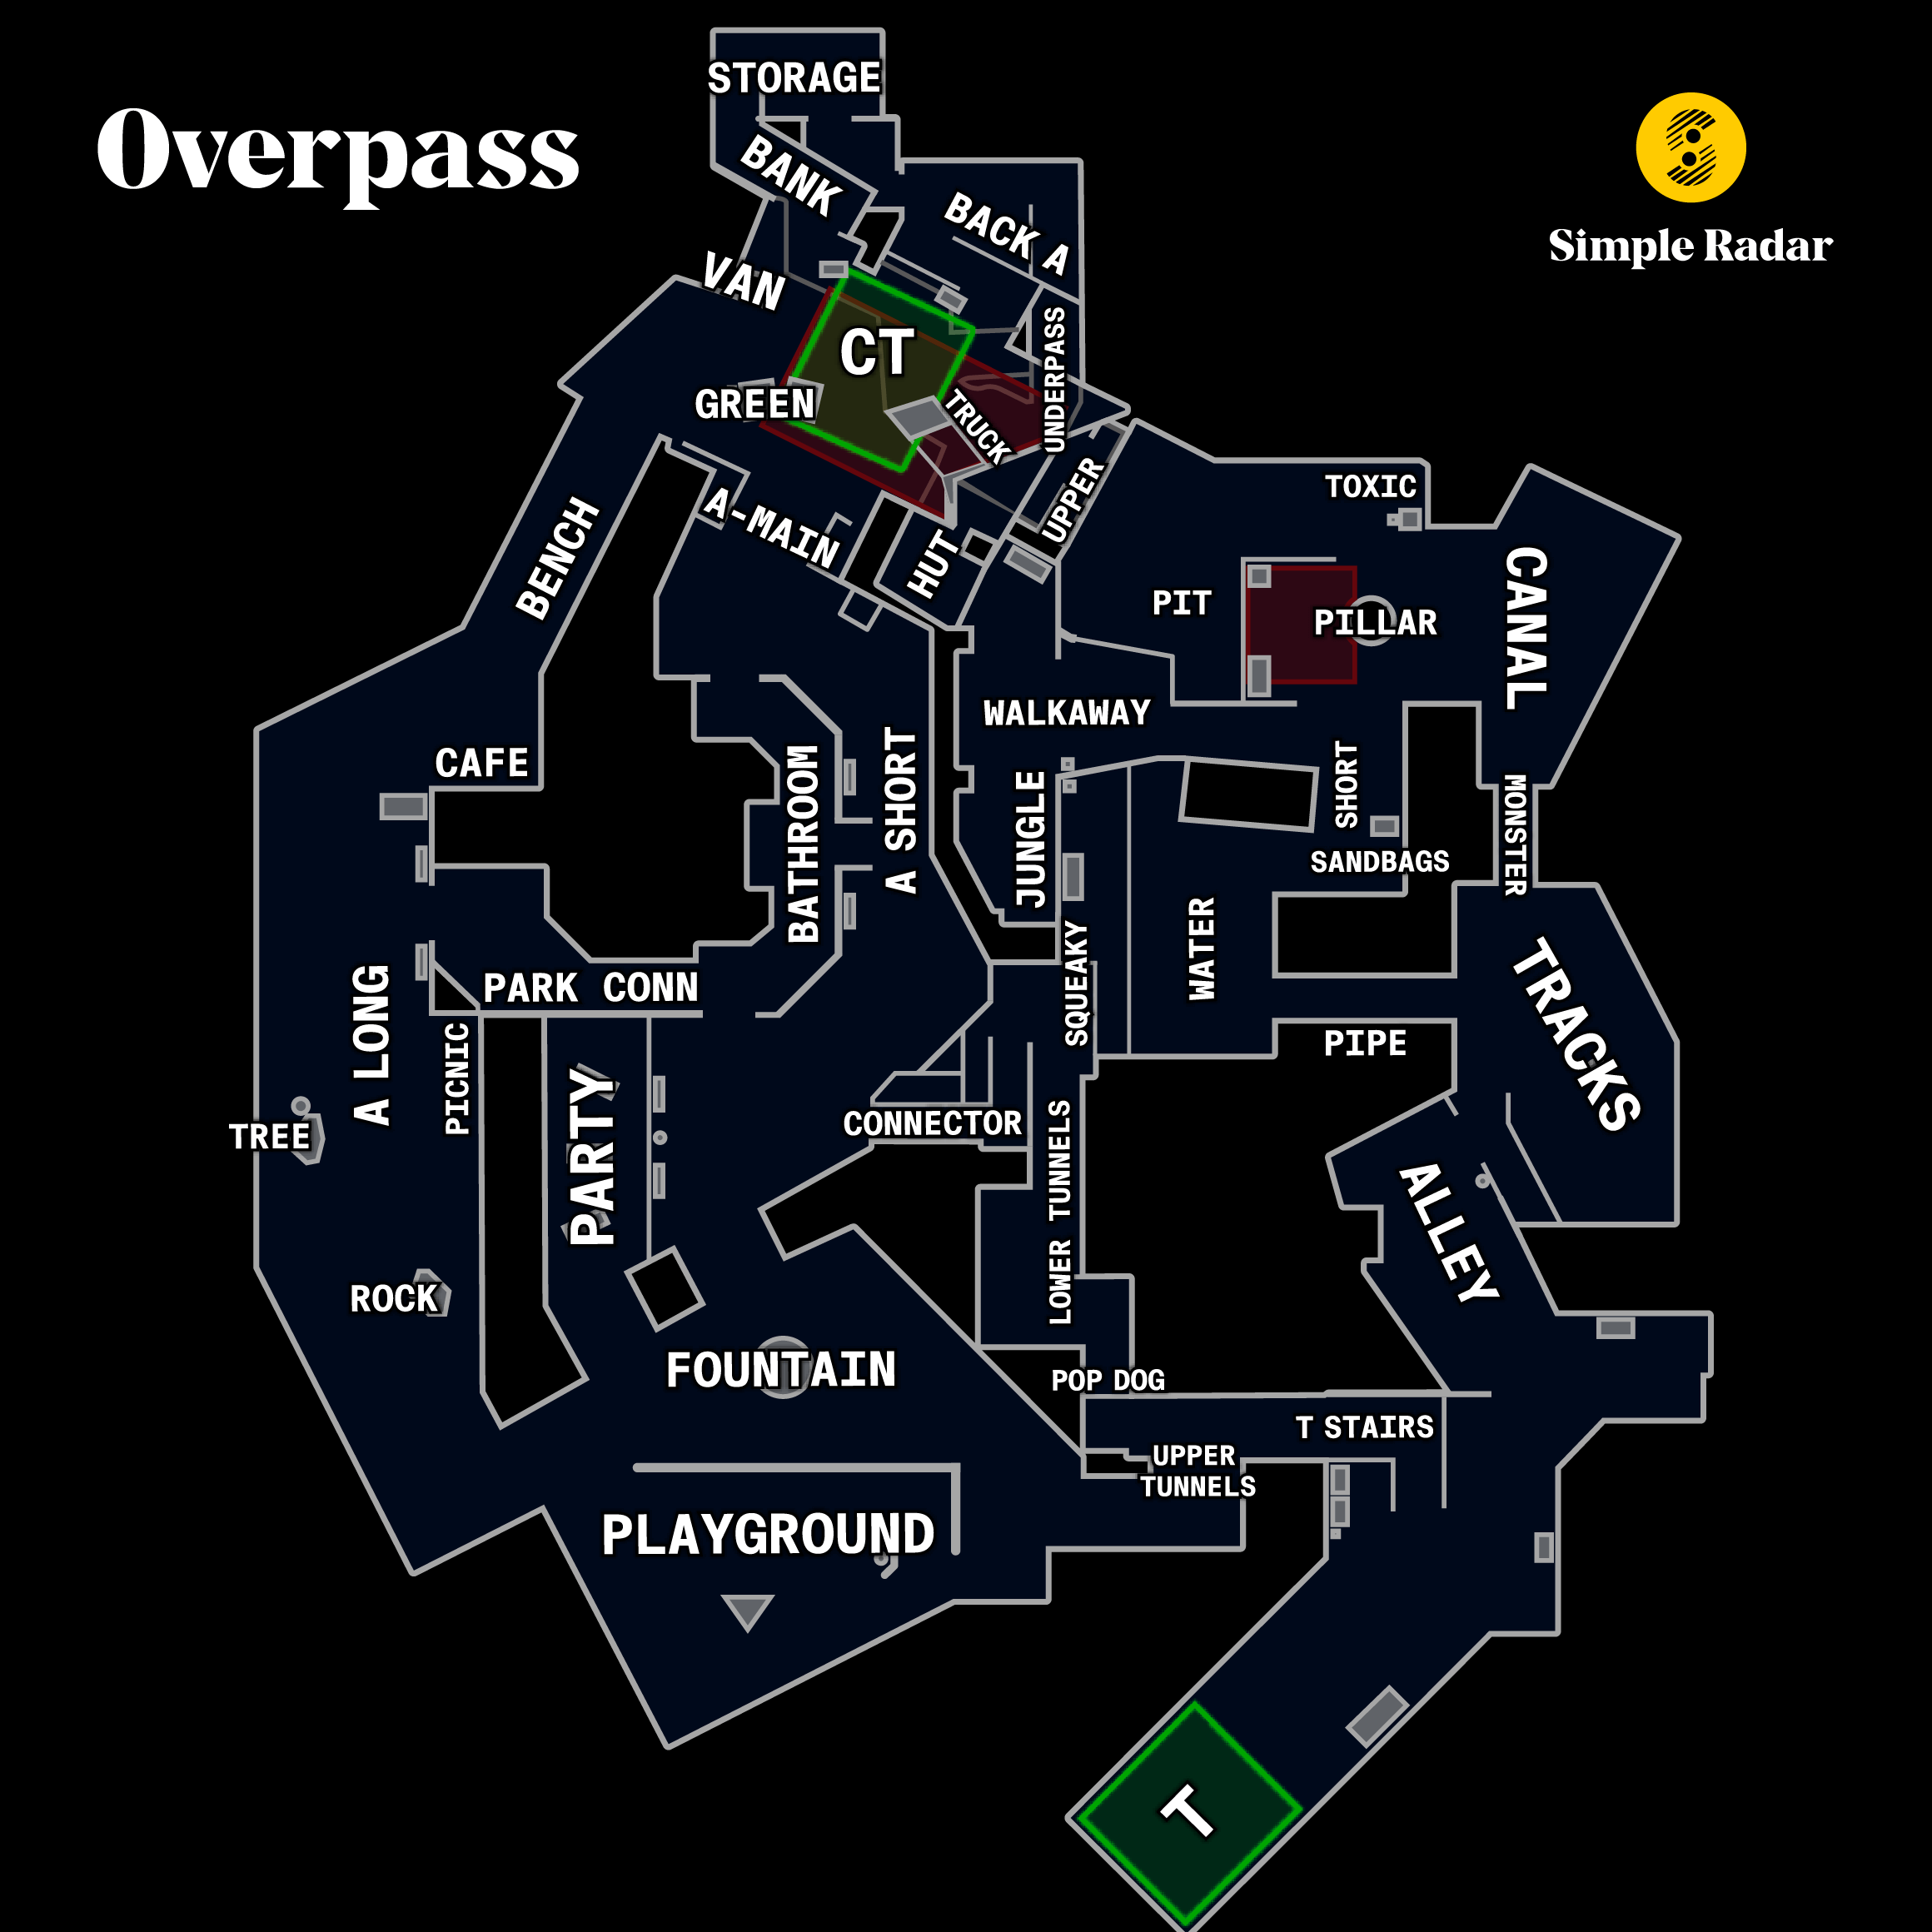 Overpass
Simple Radar
STORAGE
BANK
BACK A
VAN
CT
UNDERPASS
GREEN
TRUCK
UPPER
TOXIC
A-MAIN
HUT
BENCH
CANAL
PIT
PILLAR
WALKAWAY
CAFE
BATHROOM
A SHORT
JUNGLE
SHORT
MONSTER
SANDBAGS
SQUEAKY
WATER
PARK CONN
A LONG
PICNIC
PIPE
TRACKS
PARTY
CONNECTOR
TREE
LOWER TUNNELS
ALLEY
ROCK
FOUNTAIN
POP DOG
T STAIRS
UPPER
TUNNELS
PLAYGROUND
T